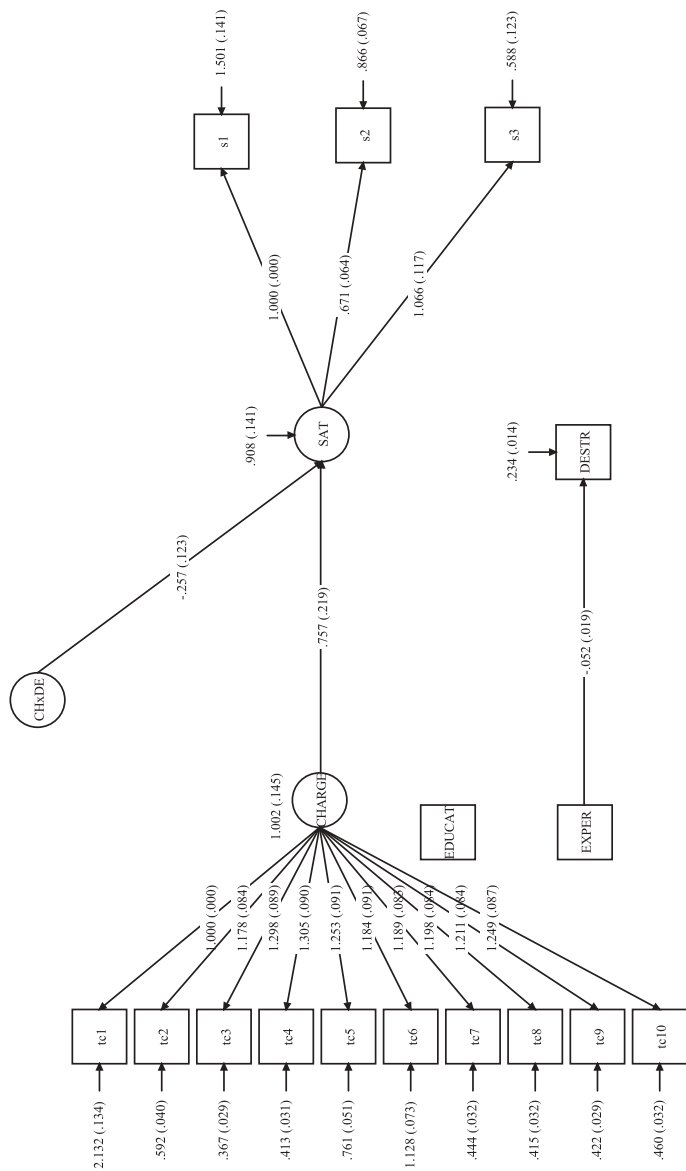 2.132 (.134)
tc1
.592 (.040)
tc2
.367 (.029)
tc3
.413 (.031)
tc4
.761 (.051)
tc5
1.128 (.073)
tc6
.444 (.032)
tc7
.415 (.032)
tc8
.422 (.029)
tc9
.460 (.032)
tc10
1.000 (.000)
1.178 (.084)
1.298 (.089)
1.305 (.090)
1.253 (.091)
1.184 (.091)
1.189 (.083)
1.198 (.084)
1.211 (.084)
1.249 (.087)
1.002 (.145)
CHARGE
EDUCAT
EXPER
CHxDE
-.257 (.123)
.757 (.219)
-.052 (.019)
.908 (.141)
SAT
.234 (.014)
DESTR
1.000 (.000)
.671 (.064)
1.066 (.117)
s1
s2
s3
1.501 (.141)
.866 (.067)
.588 (.123)